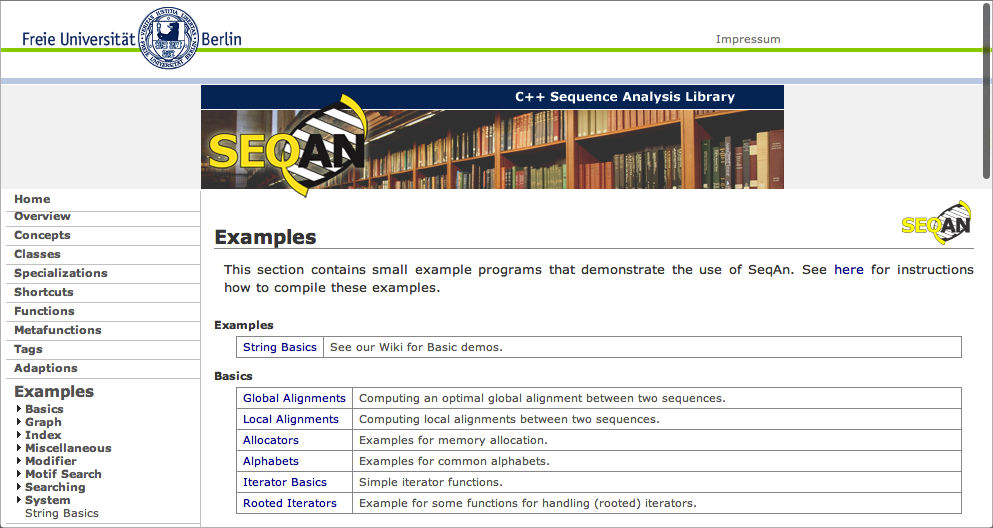 Freie Universität Berlin
Impressum
C++ Sequence Analysis Library
SEQAN
Home
Overview
Concepts
Classes
Specializations
Shortcuts
Functions
Metafunctions
Tags
Adaptions
Examples
Basics
Graph
Index
Miscellaneous
Modifier
Motif Search
Searching
System
String Basics
SEQAN
Examples
This section contains small example programs that demonstrate the use of SeqAn. See here for instructions
how to compile these examples.
Examples
String Basics See our Wiki for Basic demos.
Basics
Global Alignments Computing an optimal global alignment between two sequences.
Local Alignments Computing local alignments between two sequences.
Allocators Examples for memory allocation.
Alphabets Examples for common alphabets.
Iterator Basics Simple iterator functions.
Rooted Iterators Example for some functions for handling (rooted) iterators.